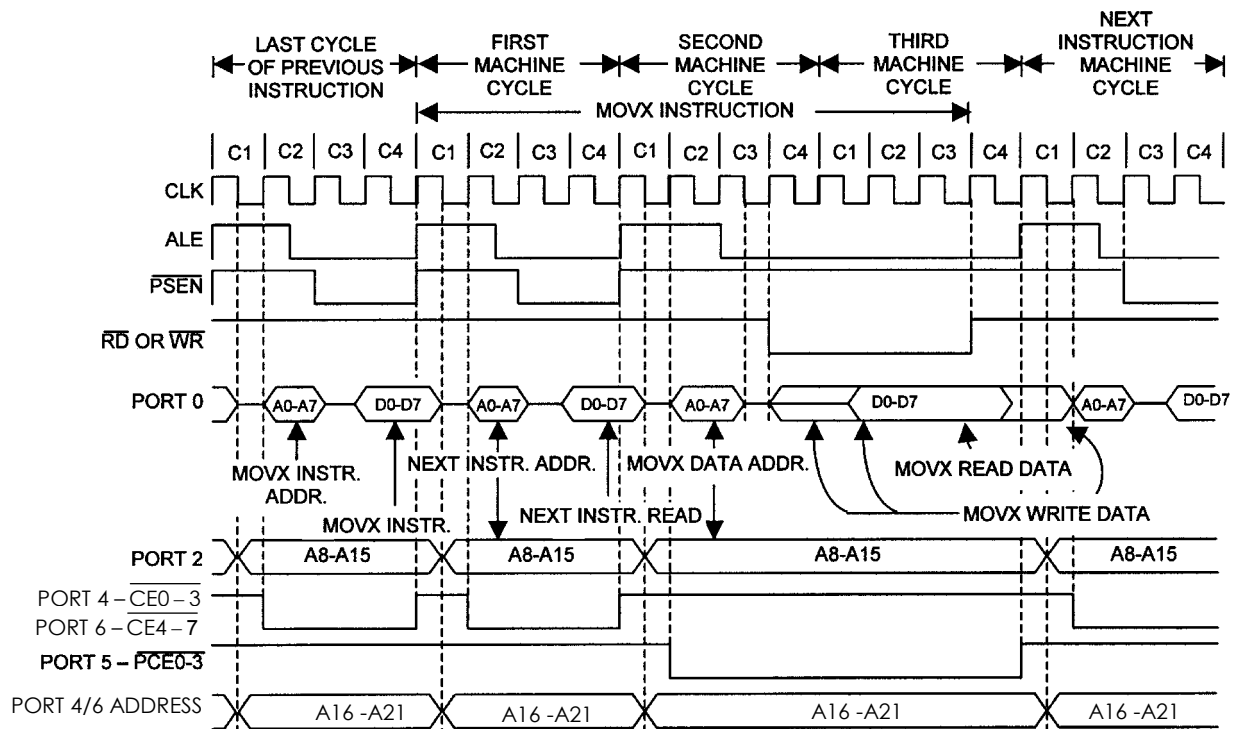 LAST CYCLE
OF PREVIOUS
INSTRUCTION
FIRST
MACHINE
CYCLE
SECOND
MACHINE
CYCLE
THIRD
MACHINE
CYCLE
NEXT
INSTRUCTION
MACHINE
CYCLE
MOVX INSTRUCTION
C1 C2 C3 C4 C1 C2 C3 C4 C1 C2 C3 C4 C1 C2 C3 C4 C1 C2 C3 C4
CLK
ALE
PSEN
RD OR WR
PORT 0 A0-A7 D0-D7 A0-A7 D0-D7 A0-A7 D0-D7 A0-A7 D0-D7
MOVX INSTR.
ADDR.
NEXT INSTR. ADDR.
MOVX DATA ADDR.
MOVX READ DATA
MOVX INSTR.
NEXT INSTR. READ
MOVX WRITE DATA
PORT 2 A8-A15 A8-A15 A8-A15 A8-A15
PORT 4 – CE0 – 3
PORT 6 – CE4 – 7
PORT 5 – PCE0-3
PORT 4/6 ADDRESS A16 -A21 A16 -A21 A16 -A21 A16 -A21